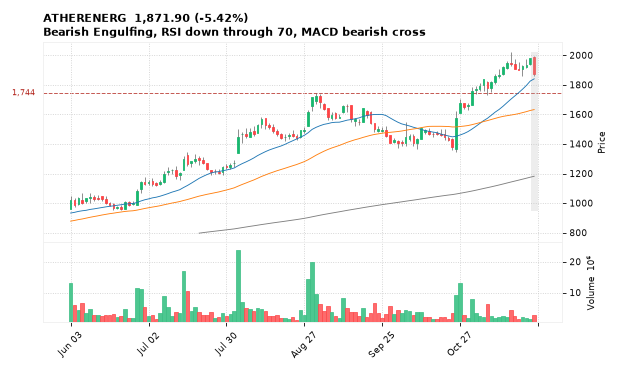 ATHERENERG 1,871.90 (-5.42%)
Bearish Engulfing, RSI down through 70, MACD bearish cross
2000
1,744
1800
1600
1400
1200
1000
800
Price
20
10
Volume 10^6
Jun 03
Jul 02
Jul 30
Aug 27
Sep 25
Oct 27